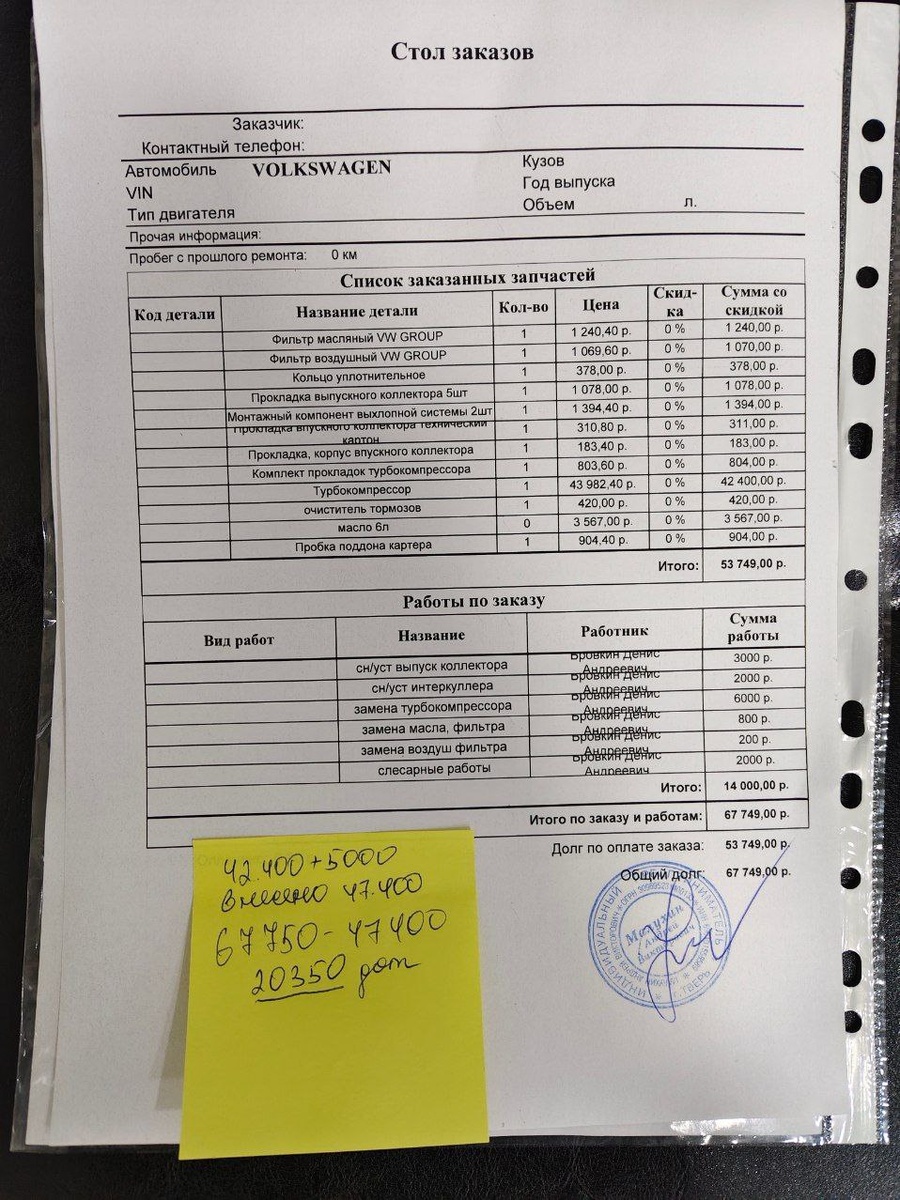 Стол заказов
Заказчик:
Контактный телефон:
Автомобиль VOLKSWAGEN Кузов
VIN Год выпуска
Тип двигателя Объем л.
Прочая информация:
Пробег с прошлого ремонта: 0 км
Список заказанных запчастей
Код детали Название детали Кол-во Цена Скид-ка Сумма со скидкой
Фильтр масляный VW GROUP 1 1 240,40 р. 0 % 1 240,00 р.
Фильтр воздушный VW GROUP 1 1 069,60 р. 0 % 1 070,00 р.
Кольцо уплотнительное 1 378,00 р. 0 % 378,00 р.
Прокладка выпускного коллектора 5шт 1 1 078,00 р. 0 % 1 078,00 р.
Монтажный компонент выхлопной системы 2шт 1 1 394,40 р. 0 % 1 394,00 р.
Прокладка впускного коллектора технический картон 1 310,80 р. 0 % 311,00 р.
Прокладка, корпус впускного коллектора 1 183,40 р. 0 % 183,00 р.
Комплект прокладок турбокомпрессора 1 803,60 р. 0 % 804,00 р.
Турбокомпрессор 1 43 982,40 р. 0 % 42 400,00 р.
очиститель тормозов 1 420,00 р. 0 % 420,00 р.
масло 6л 0 3 567,00 р. 0 % 3 567,00 р.
Пробка поддона картера 1 904,40 р. 0 % 904,00 р.
Итого: 53 749,00 р.
Работы по заказу
Вид работ Название Работник Сумма работы
сн/уст выпуск коллектора Бровкин Денис Андреевич 3000 р.
сн/уст интеркуллера Бровкин Денис Андреевич 2000 р.
замена турбокомпрессора Бровкин Денис Андреевич 6000 р.
замена масла, фильтра Бровкин Денис Андреевич 800 р.
замена воздуш фильтра Бровкин Денис Андреевич 200 р.
слесарные работы Бровкин Денис Андреевич 2000 р.
Итого: 14 000,00 р.
Итого по заказу и работам: 67 749,00 р.
Долг по оплате заказа: 53 749,00 р.
Общий долг: 67 749,00 р.
42.400+5000
внесено 47.400
67750-47400
20350 доп
ИНДИВИДУАЛЬНЫЙ ПРЕДПРИНИМАТЕЛЬ
Андрей
Викторович
г. ТВЕРЬ